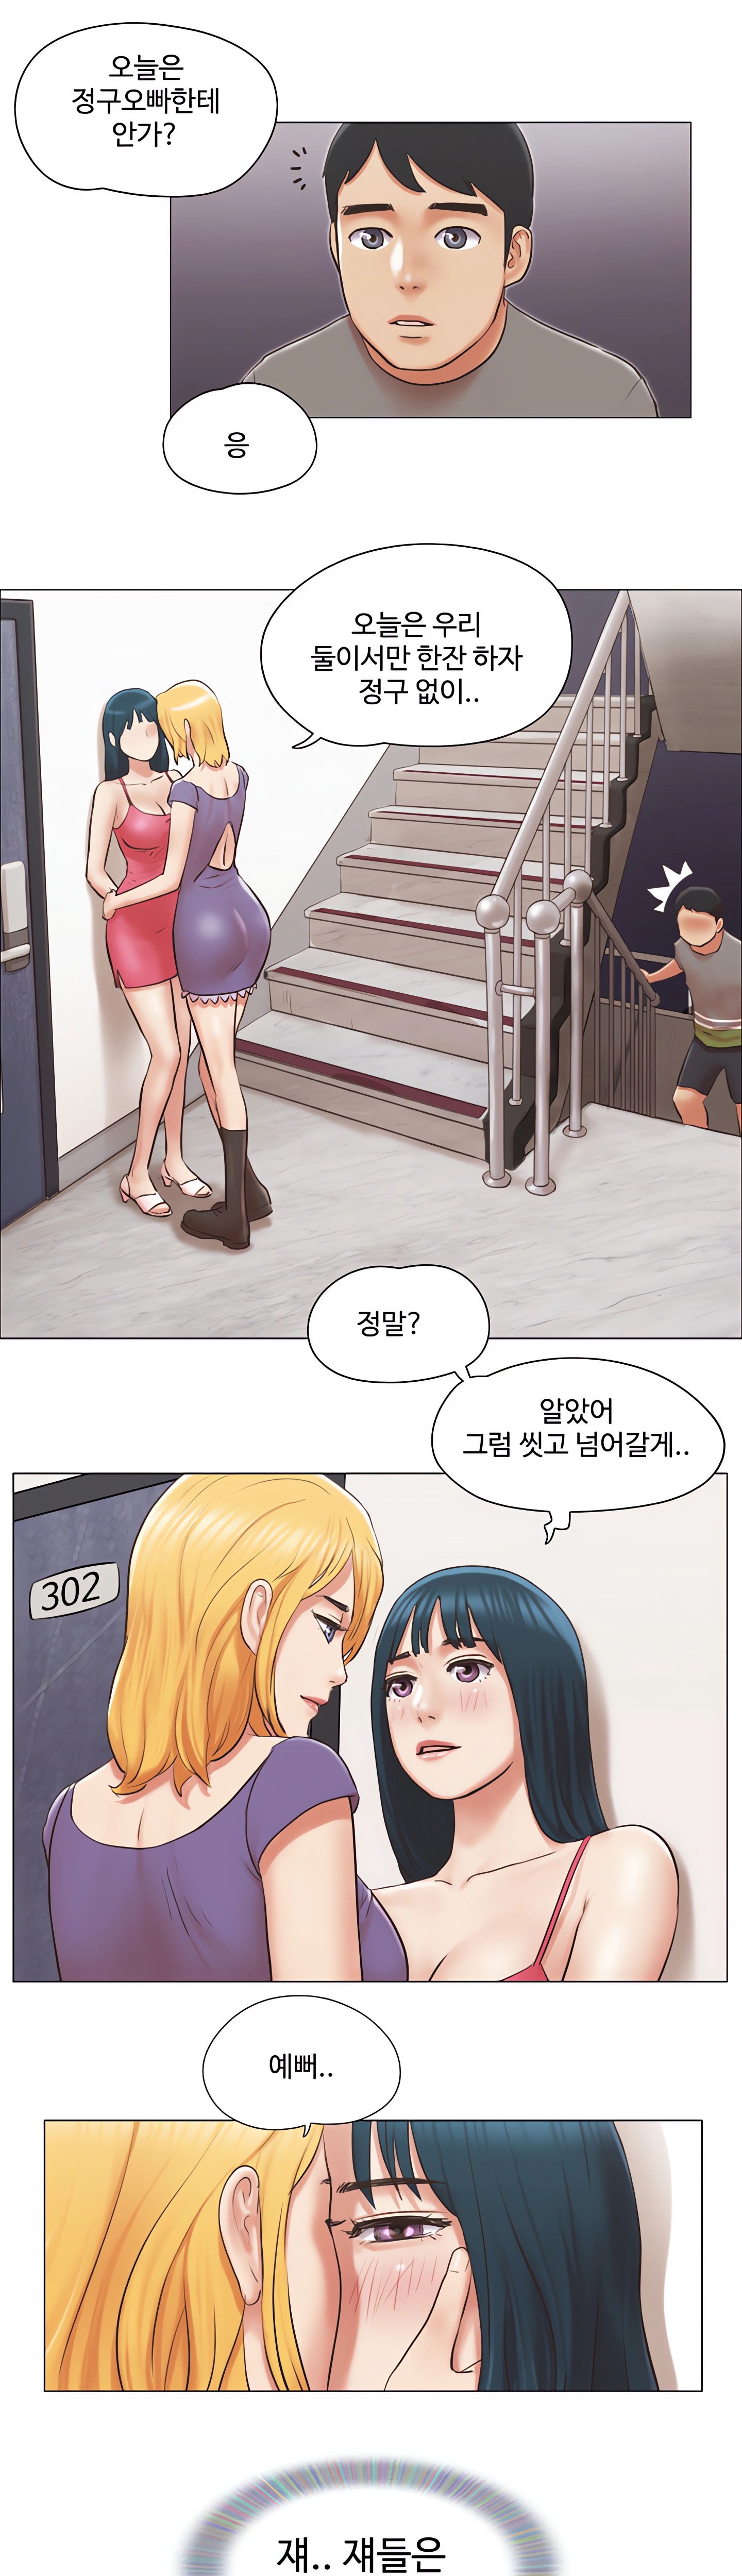 오늘은
정구오빠한테
안가?
응
오늘은 우리
둘이서만 한잔 하자
정구 없이..
정말?
알았어
그럼 씻고 넘어갈게..
302
예뻐..
쟤.. 쟤들은